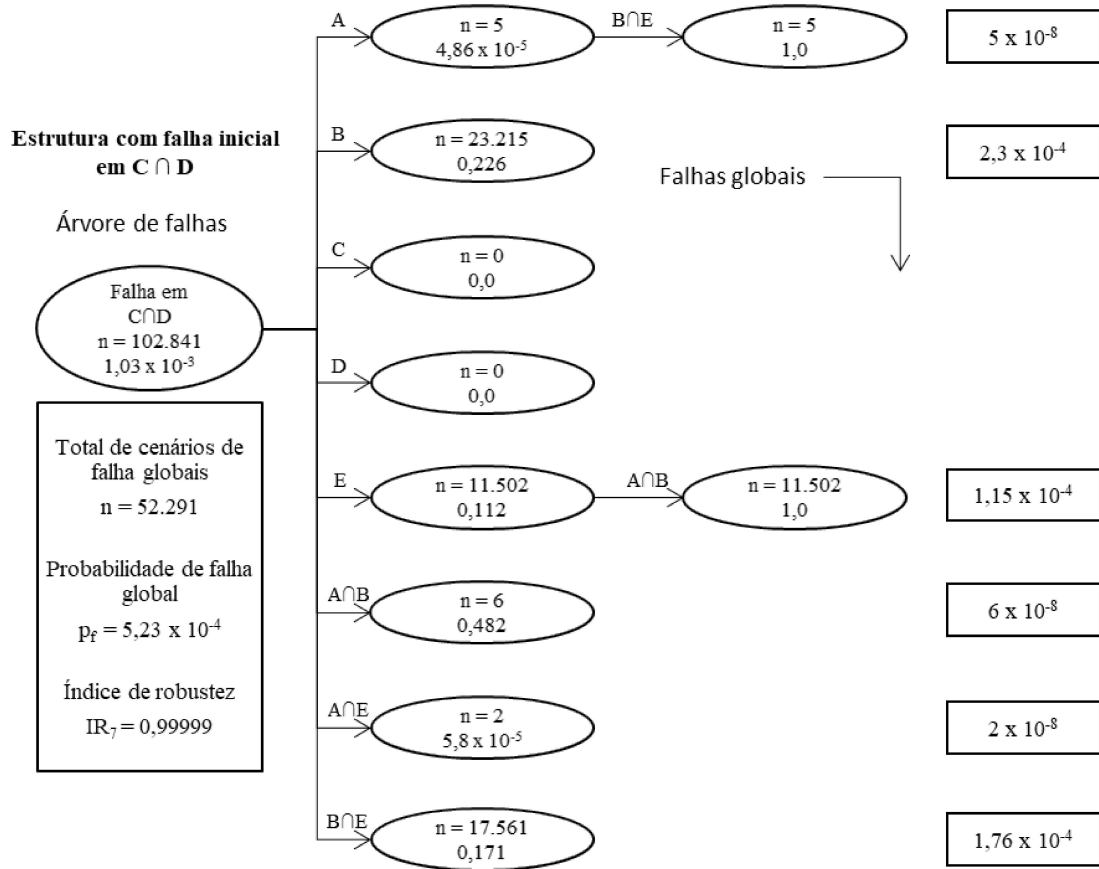 A
n = 5
4,86 x 10⁻⁵
B∩E
n = 5
1,0
5 x 10⁻⁸
Estrutura com falha inicial
em C ∩ D
Árvore de falhas
B
n = 23.215
0,226
2,3 x 10⁻⁴
Falhas globais
C
n = 0
0,0
Falha em
C∩D
n = 102.841
1,03 x 10⁻³
D
n = 0
0,0
Total de cenários de
falha globais
n = 52.291
Probabilidade de falha
global
p_f = 5,23 x 10⁻⁴
Índice de robustez
IR₇ = 0,99999
E
n = 11.502
0,112
A∩B
n = 11.502
1,0
1,15 x 10⁻⁴
A∩B
n = 6
0,482
6 x 10⁻⁸
A∩E
n = 2
5,8 x 10⁻⁵
2 x 10⁻⁸
B∩E
n = 17.561
0,171
1,76 x 10⁻⁴